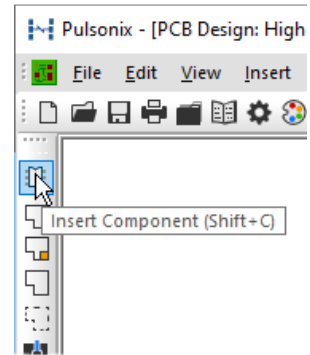 Pulsonix - [PCB Design: High
File Edit View Insert
Insert Component (Shift+C)